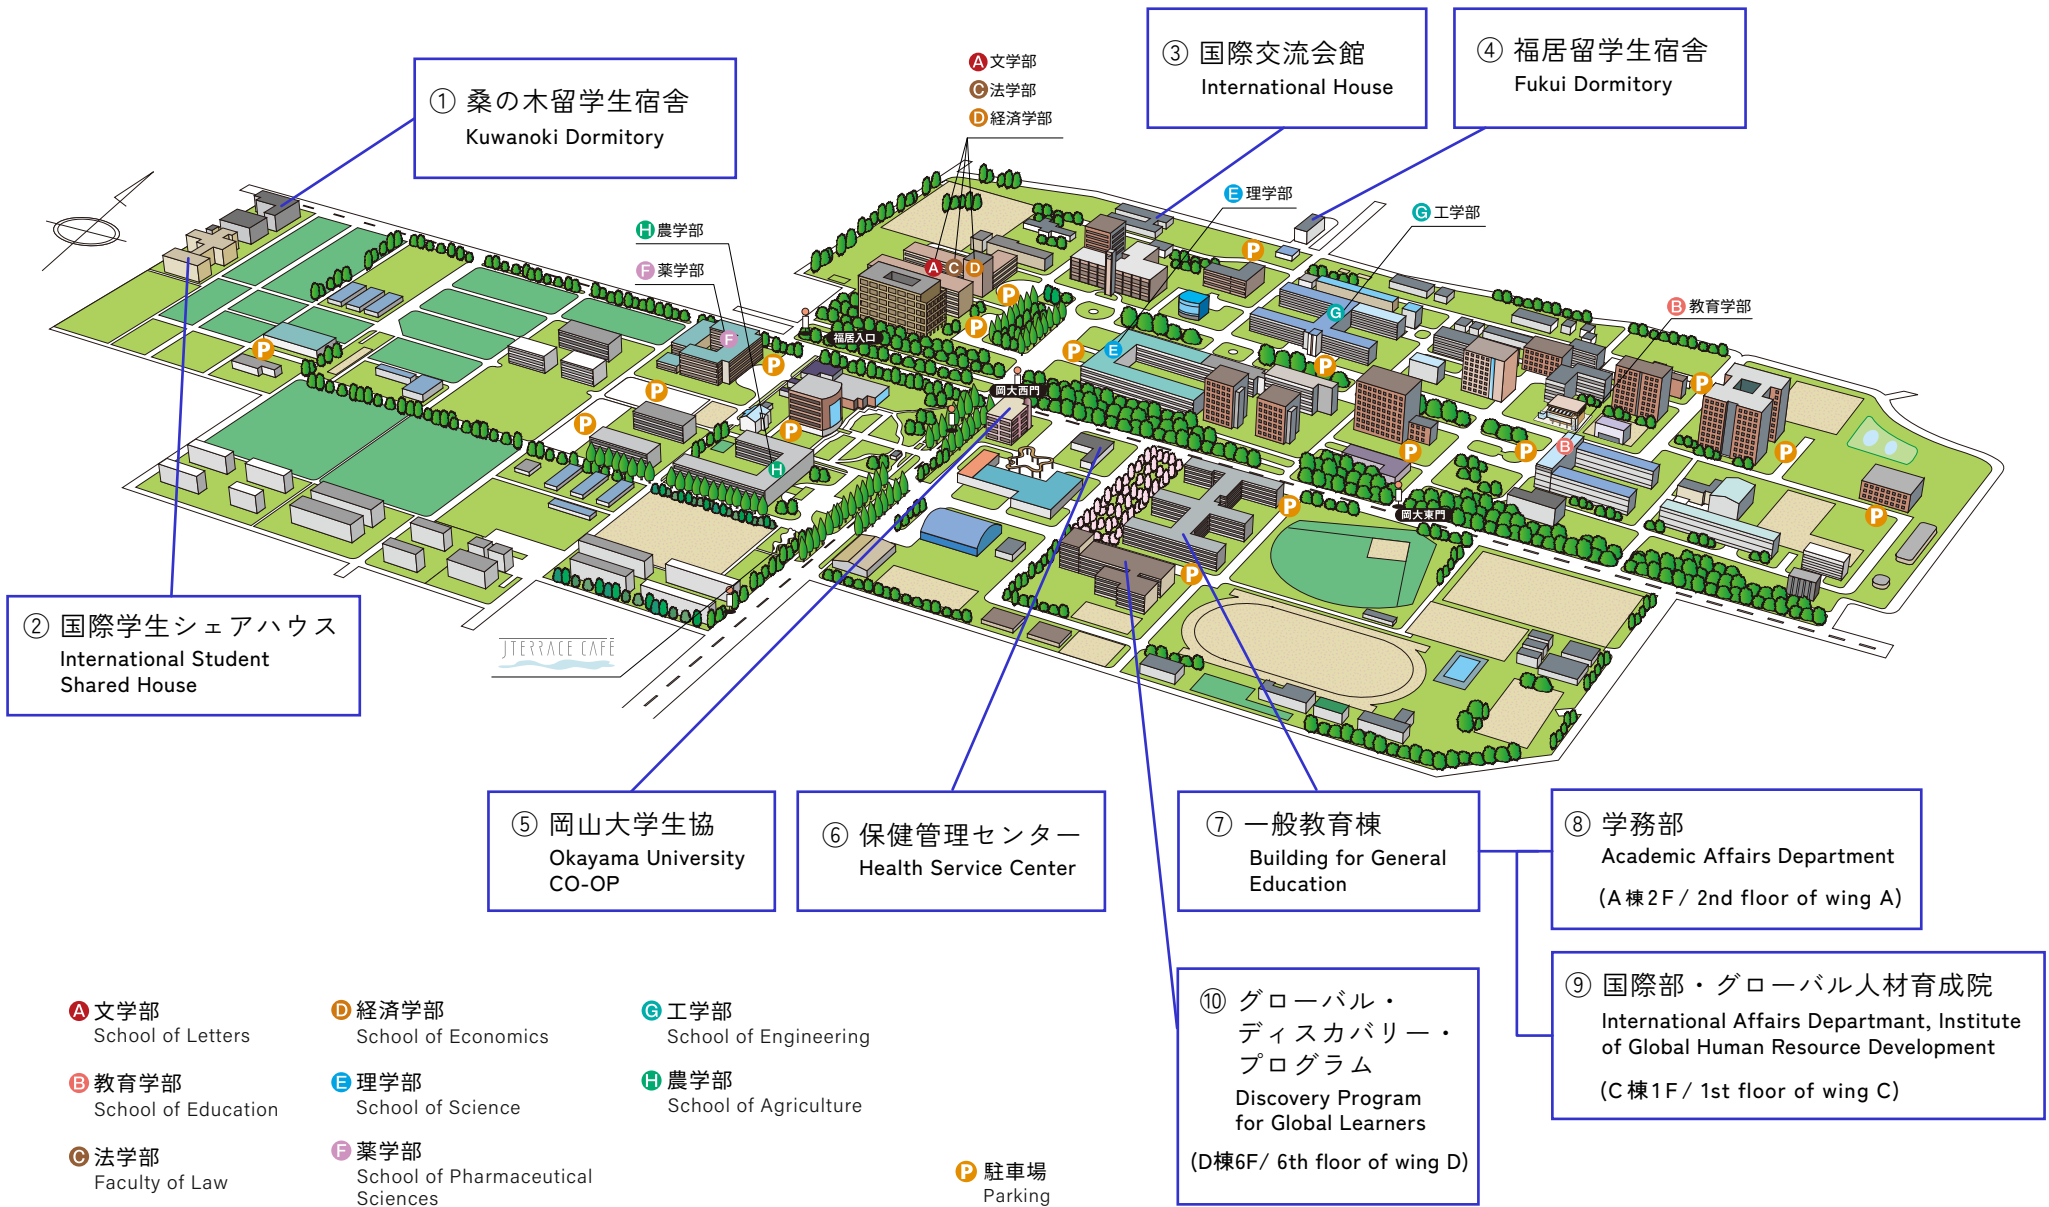 ① 桑の木留学生宿舎
Kuwanoki Dormitory
③ 国際交流会館
International House
④ 福居留学生宿舎
Fukui Dormitory
A 文学部
C 法学部
D 経済学部
E 理学部
G 工学部
H 農学部
F 薬学部
B 教育学部
A C D
P
P
P
G
F
福居入口
P
P
P
E
P
P
岡大西門
P
P
P
P
P
B
P
H
P
岡大東門
P
P
② 国際学生シェアハウス
International Student
Shared House
JTERRACE CAFÉ
⑤ 岡山大学生協
Okayama University
CO-OP
⑥ 保健管理センター
Health Service Center
⑦ 一般教育棟
Building for General
Education
⑧ 学務部
Academic Affairs Department
(A棟2F/ 2nd floor of wing A)
⑨ 国際部・グローバル人材育成院
International Affairs Departmant, Institute
of Global Human Resource Development
(C棟1F/ 1st floor of wing C)
⑩ グローバル・
ディスカバリー・
プログラム
Discovery Program
for Global Learners
(D棟6F/ 6th floor of wing D)
A 文学部
School of Letters
B 教育学部
School of Education
C 法学部
Faculty of Law
D 経済学部
School of Economics
E 理学部
School of Science
F 薬学部
School of Pharmaceutical
Sciences
G 工学部
School of Engineering
H 農学部
School of Agriculture
P 駐車場
Parking